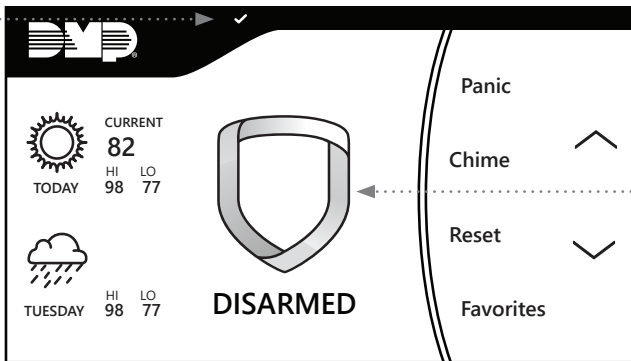 DMP
CURRENT
82
HI LO
98 77
TODAY
HI LO
98 77
TUESDAY
DISARMED
Panic
Chime
Reset
Favorites